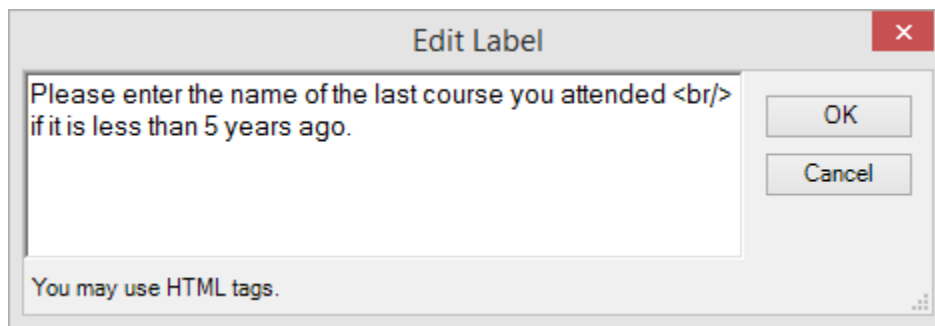 Edit Label
Please enter the name of the last course you attended <br/>
if it is less than 5 years ago.
OK
Cancel
You may use HTML tags.